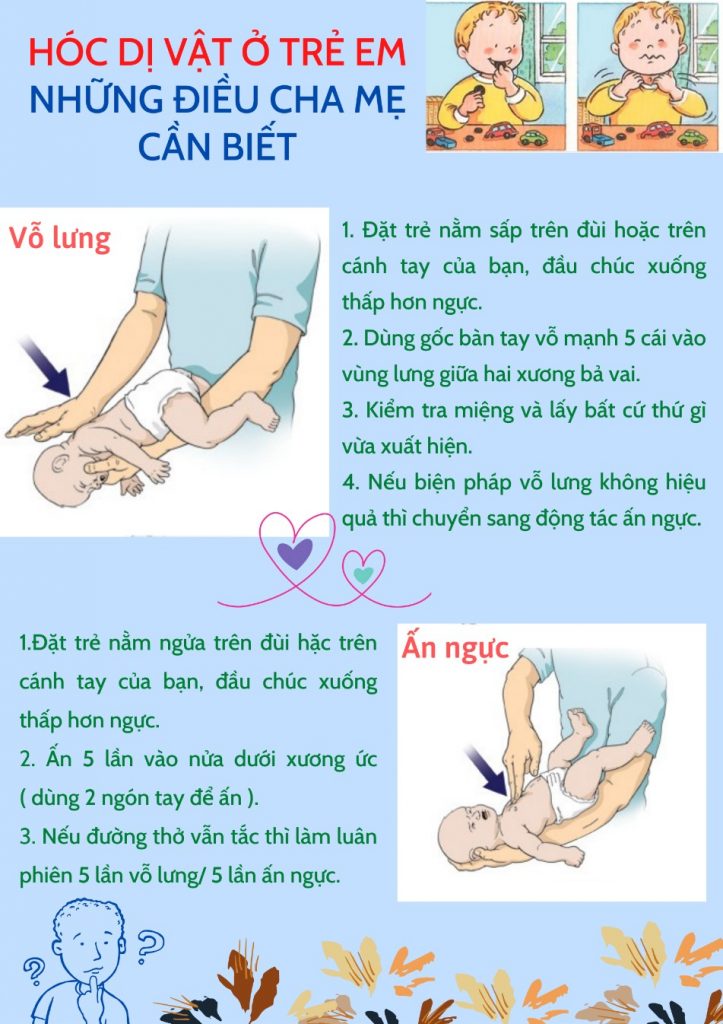 HÓC DỊ VẬT Ở TRẺ EM
NHỮNG ĐIỀU CHA MẸ
CẦN BIẾT
Vỗ lưng
1. Đặt trẻ nằm sấp trên đùi hoặc trên
cánh tay của bạn, đầu chúc xuống
thấp hơn ngực.
2. Dùng gốc bàn tay vỗ mạnh 5 cái vào
vùng lưng giữa hai xương bả vai.
3. Kiểm tra miệng và lấy bất cứ thứ gì
vừa xuất hiện.
4. Nếu biện pháp vỗ lưng không hiệu
quả thì chuyển sang động tác ấn ngực.
1.Đặt trẻ nằm ngửa trên đùi hặc trên
cánh tay của bạn, đầu chúc xuống
thấp hơn ngực.
2. Ấn 5 lần vào nửa dưới xương ức
( dùng 2 ngón tay để ấn ).
3. Nếu đường thở vẫn tắc thì làm luân
phiên 5 lần vỗ lưng/ 5 lần ấn ngực.
Ấn ngực
? ?